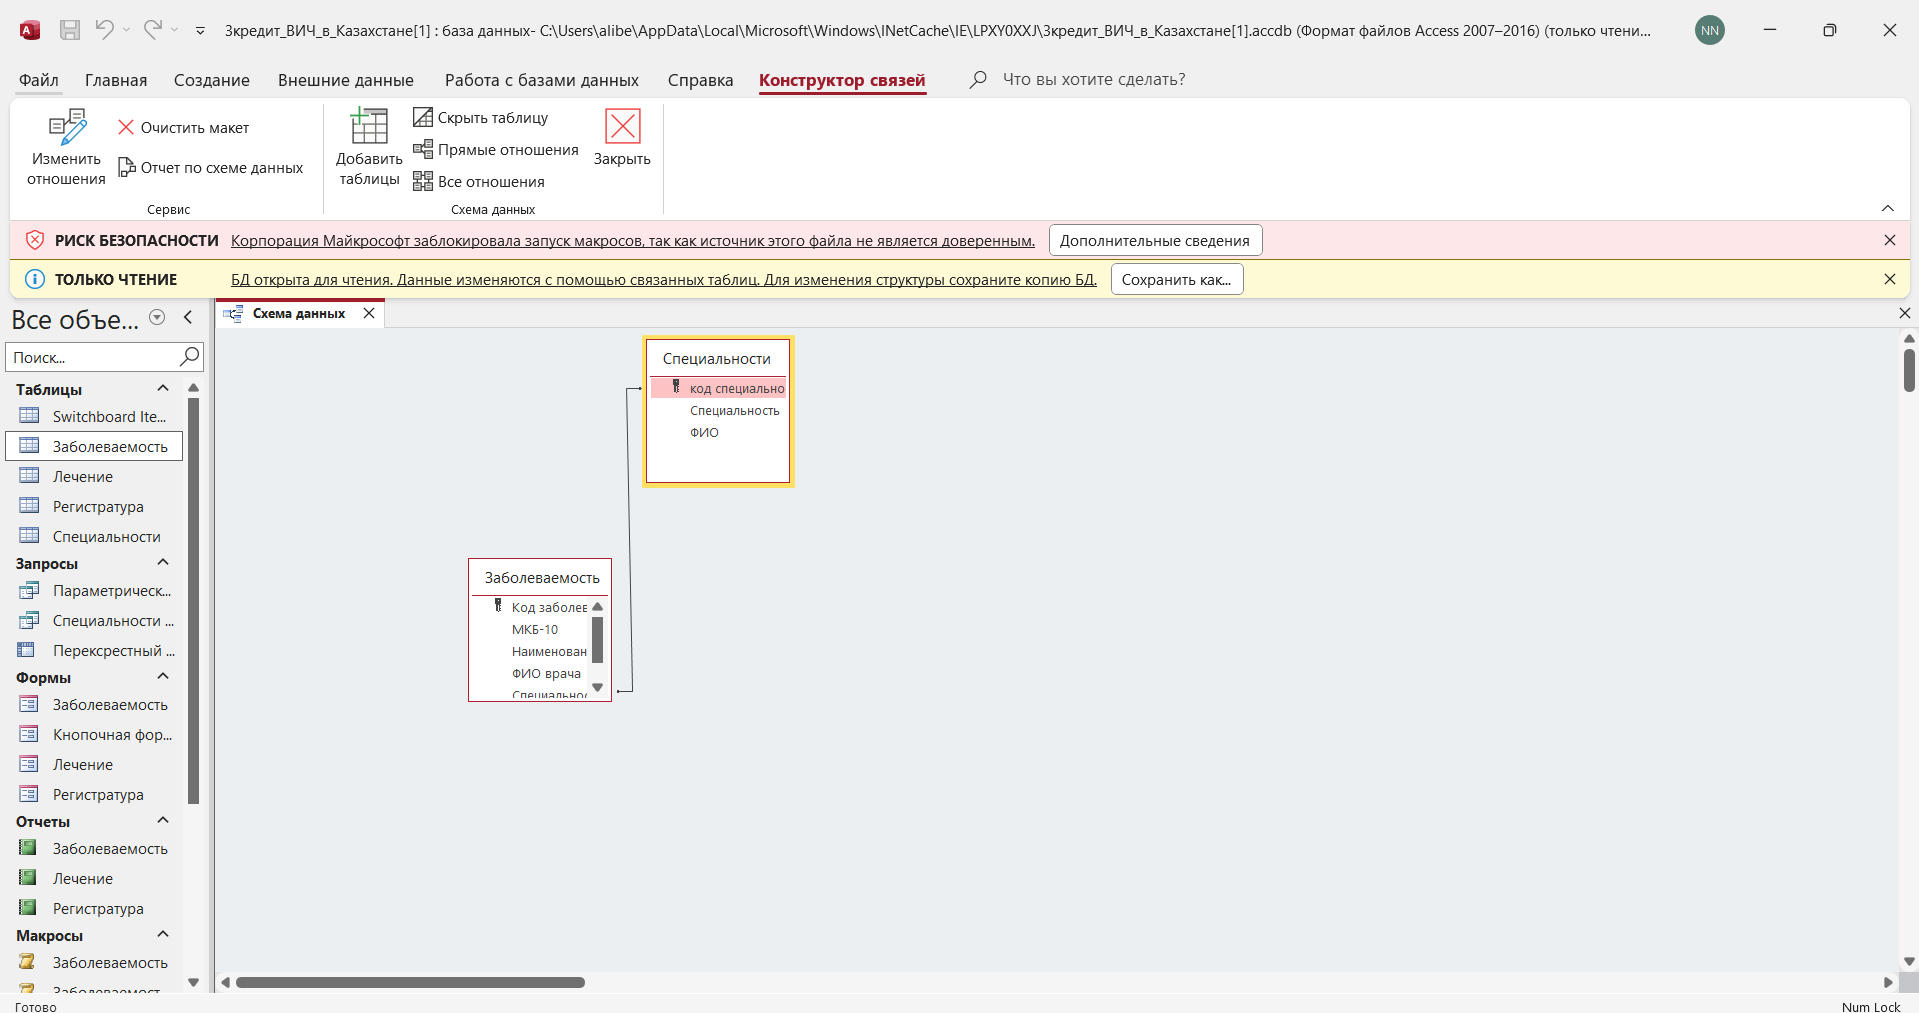 3кредит_ВИЧ_в_Казахстане[1] : база данных- C:\Users\alibe\AppData\Local\Microsoft\Windows\INetCache\IE\LPXY0XXJ\3кредит_ВИЧ_в_Казахстане[1].accdb (Формат файлов Access 2007–2016) (только чтени...
NN
Файл Главная Создание Внешние данные Работа с базами данных Справка Конструктор связей Что вы хотите сделать?
Изменить отношения
Очистить макет
Отчет по схеме данных
Сервис
Добавить таблицы
Скрыть таблицу
Прямые отношения
Все отношения
Закрыть
Схема данных
РИСК БЕЗОПАСНОСТИ Корпорация Майкрософт заблокировала запуск макросов, так как источник этого файла не является доверенным. Дополнительные сведения
ТОЛЬКО ЧТЕНИЕ БД открыта для чтения. Данные изменяются с помощью связанных таблиц. Для изменения структуры сохраните копию БД. Сохранить как...
Все объе...
Поиск...
Таблицы
Switchboard Ite...
Заболеваемость
Лечение
Регистратура
Специальности
Запросы
Параметрическ...
Специальности ...
Перексрестный ...
Формы
Заболеваемость
Кнопочная фор...
Лечение
Регистратура
Отчеты
Заболеваемость
Лечение
Регистратура
Макросы
Заболеваемость
Заболеваемост
Схема данных
Специальности
код специально
Специальность
ФИО
Заболеваемость
Код заболев
МКБ-10
Наименован
ФИО врача
Специальнос
Готово
Num Lock